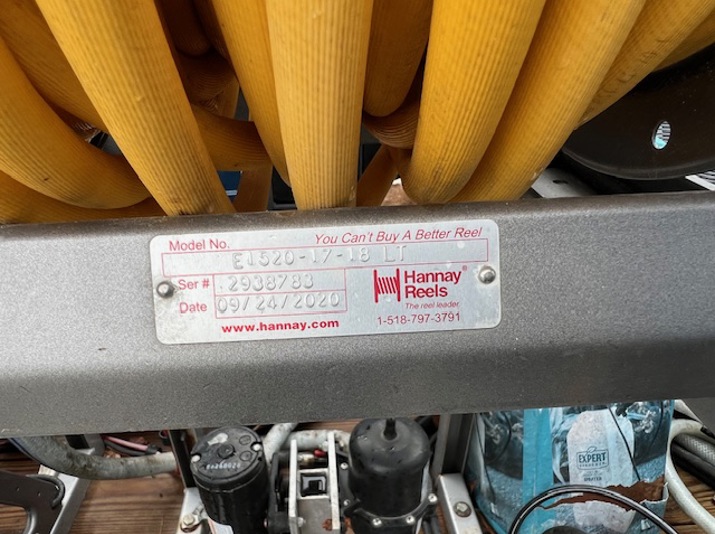 Model No. You Can't Buy A Better Reel
E1520-17-18 LT
Ser # 2938783
Date 09/24/2020
Hannay®
Reels
The reel leader
www.hannay.com
1-518-797-3791
EXPERT